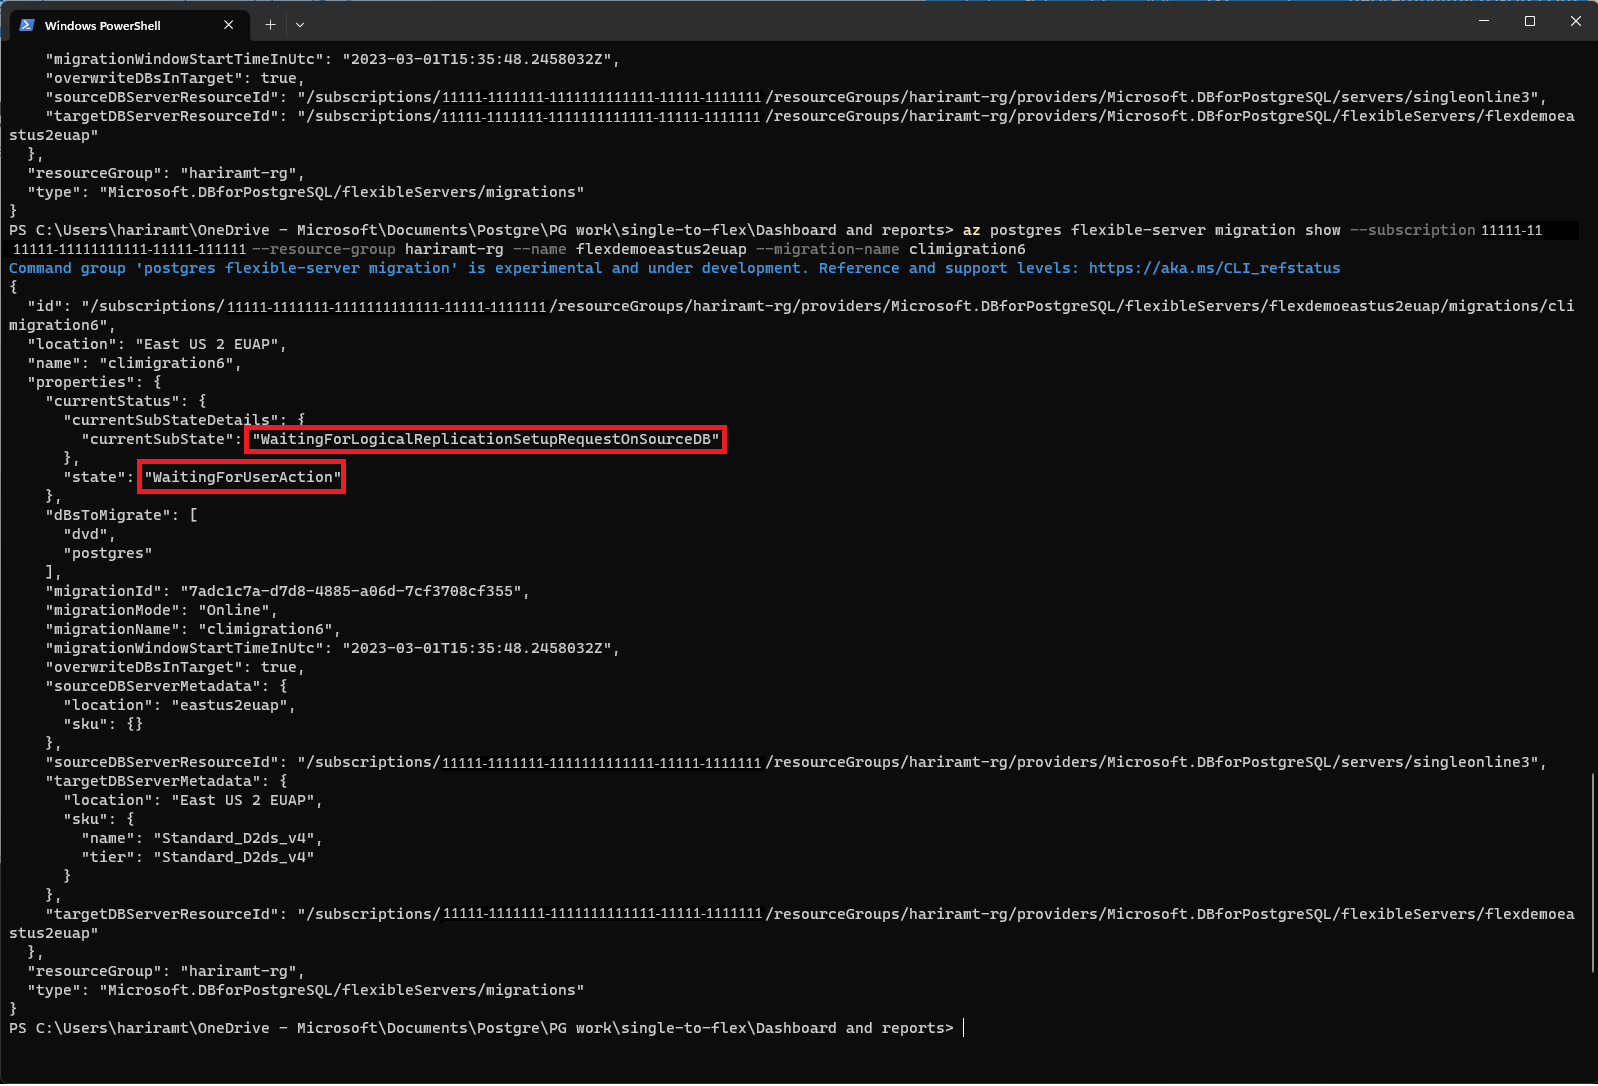 Windows PowerShell
    "migrationWindowStartTimeInUtc": "2023-03-01T15:35:48.2458032Z",
    "overwriteDBsInTarget": true,
    "sourceDBServerResourceId": "/subscriptions/11111-1111111-1111111111111-11111-1111111/resourceGroups/hariramt-rg/providers/Microsoft.DBforPostgreSQL/servers/singleonline3",
    "targetDBServerResourceId": "/subscriptions/11111-1111111-1111111111111-11111-1111111/resourceGroups/hariramt-rg/providers/Microsoft.DBforPostgreSQL/flexibleServers/flexdemoea
stus2euap"
  },
  "resourceGroup": "hariramt-rg",
  "type": "Microsoft.DBforPostgreSQL/flexibleServers/migrations"
}
PS C:\Users\hariramt\OneDrive - Microsoft\Documents\Postgre\PG work\single-to-flex\Dashboard and reports> az postgres flexible-server migration show --subscription 11111-11
11111-11111111111-11111-111111 --resource-group hariramt-rg --name flexdemoeastus2euap --migration-name climigration6
Command group 'postgres flexible-server migration' is experimental and under development. Reference and support levels: https://aka.ms/CLI_refstatus
{
  "id": "/subscriptions/11111-1111111-1111111111111-11111-1111111/resourceGroups/hariramt-rg/providers/Microsoft.DBforPostgreSQL/flexibleServers/flexdemoeastus2euap/migrations/cli
migration6",
  "location": "East US 2 EUAP",
  "name": "climigration6",
  "properties": {
    "currentStatus": {
      "currentSubStateDetails": {
        "currentSubState": "WaitingForLogicalReplicationSetupRequestOnSourceDB"
      },
      "state": "WaitingForUserAction"
    },
    "dBsToMigrate": [
      "dvd",
      "postgres"
    ],
    "migrationId": "7adc1c7a-d7d8-4885-a06d-7cf3708cf355",
    "migrationMode": "Online",
    "migrationName": "climigration6",
    "migrationWindowStartTimeInUtc": "2023-03-01T15:35:48.2458032Z",
    "overwriteDBsInTarget": true,
    "sourceDBServerMetadata": {
      "location": "eastus2euap",
      "sku": {}
    },
    "sourceDBServerResourceId": "/subscriptions/11111-1111111-1111111111111-11111-1111111/resourceGroups/hariramt-rg/providers/Microsoft.DBforPostgreSQL/servers/singleonline3",
    "targetDBServerMetadata": {
      "location": "East US 2 EUAP",
      "sku": {
        "name": "Standard_D2ds_v4",
        "tier": "Standard_D2ds_v4"
      }
    },
    "targetDBServerResourceId": "/subscriptions/11111-1111111-1111111111111-11111-1111111/resourceGroups/hariramt-rg/providers/Microsoft.DBforPostgreSQL/flexibleServers/flexdemoea
stus2euap"
  },
  "resourceGroup": "hariramt-rg",
  "type": "Microsoft.DBforPostgreSQL/flexibleServers/migrations"
}
PS C:\Users\hariramt\OneDrive - Microsoft\Documents\Postgre\PG work\single-to-flex\Dashboard and reports>